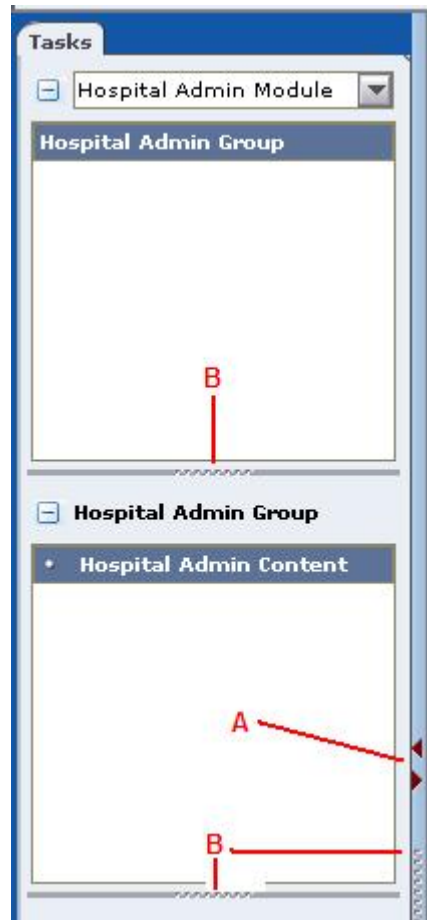 Tasks
Hospital Admin Module
Hospital Admin Group
B
Hospital Admin Group
Hospital Admin Content
A
B